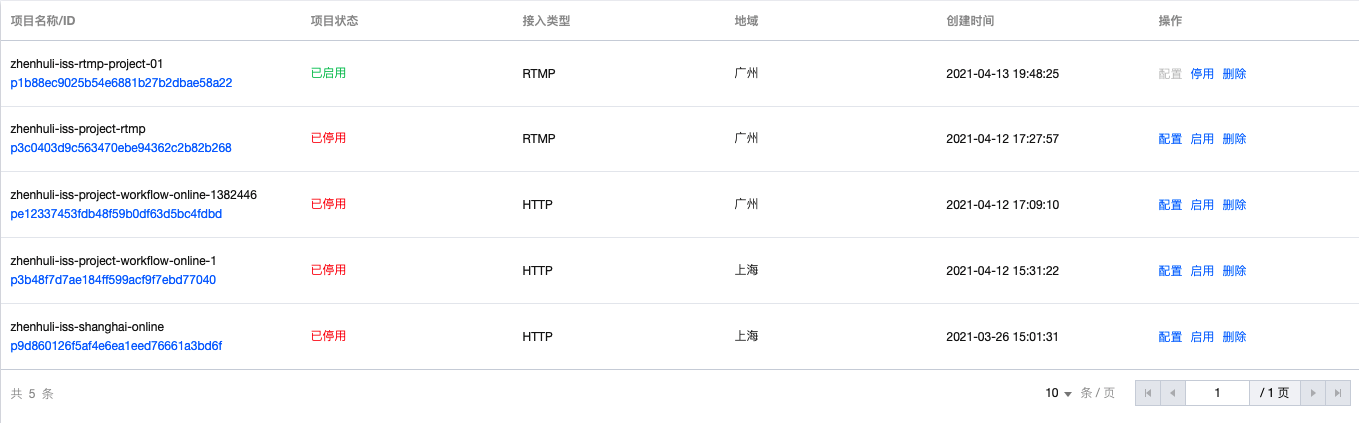 项目名称/ID 项目状态 接入类型 地域 创建时间 操作
zhenhuli-iss-rtmp-project-01
p1b88ec9025b54e6881b27b2dbae58a22 已启用 RTMP 广州 2021-04-13 19:48:25 配置 停用 删除
zhenhuli-iss-project-rtmp
p3c0403d9c563470ebe94362c2b82b268 已停用 RTMP 广州 2021-04-12 17:27:57 配置 启用 删除
zhenhuli-iss-project-workflow-online-1382446
pe12337453fdb48f59b0df63d5bc4fdbd 已停用 HTTP 广州 2021-04-12 17:09:10 配置 启用 删除
zhenhuli-iss-project-workflow-online-1
p3b48f7d7ae184ff599acf9f7ebd77040 已停用 HTTP 上海 2021-04-12 15:31:22 配置 启用 删除
zhenhuli-iss-shanghai-online
p9d860126f5af4e6ea1eed76661a3bd6f 已停用 HTTP 上海 2021-03-26 15:01:31 配置 启用 删除
共 5 条 10 条 / 页 1 / 1 页